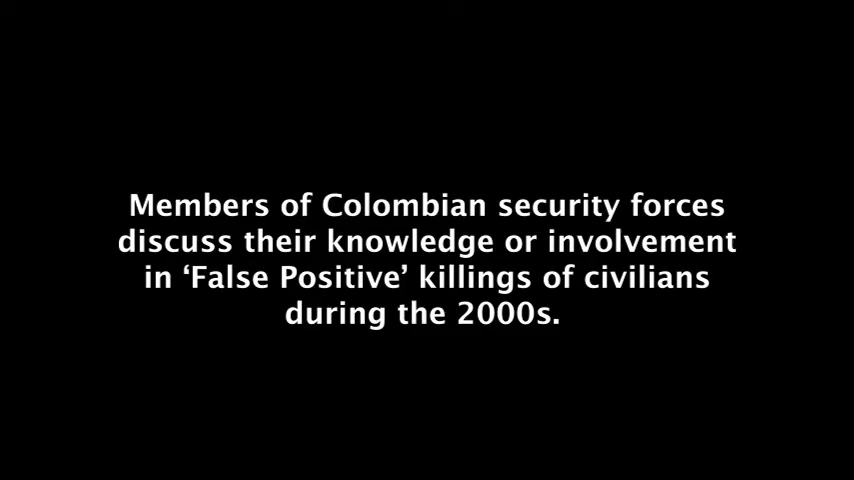 Members of Colombian security forces
discuss their knowledge or involvement
in ‘False Positive’ killings of civilians
during the 2000s.